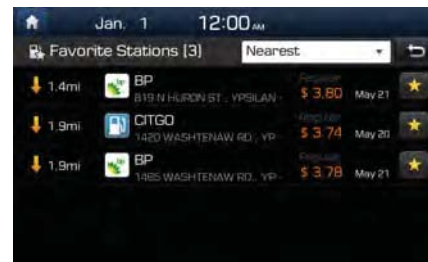 Jan. 1 12:00 AM
Favorite Stations (3) Nearest
1.4mi BP Regular
819 N HURON ST , YPSILAN- $ 3.80 May 21
1.9mi CITGO Regular
1420 WASHTENAW RD , YP- $ 3.74 May 20
1.9mi BP Regular
1465 WASHTENAW RD., YP- $ 3.78 May 21